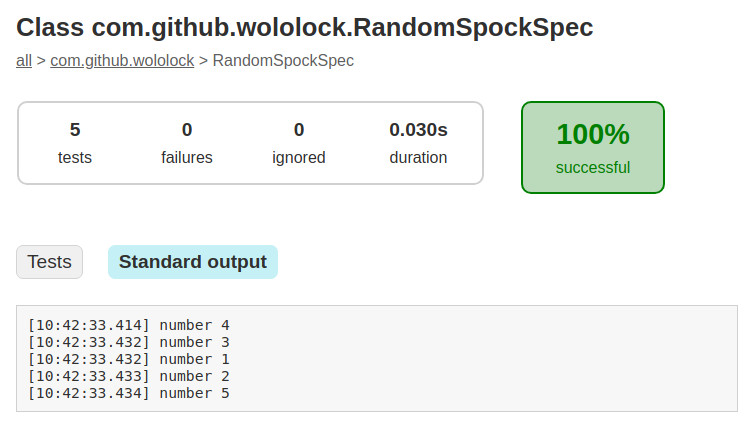 Class com.github.wololock.RandomSpockSpec
all > com.github.wololock > RandomSpockSpec
5 0 0 0.030s 100%
tests failures ignored duration successful
Tests Standard output
[10:42:33.414] number 4
[10:42:33.432] number 3
[10:42:33.432] number 1
[10:42:33.433] number 2
[10:42:33.434] number 5